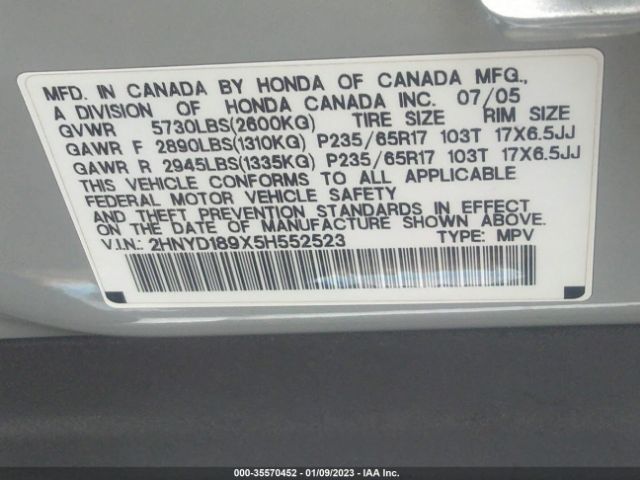 MFD. IN CANADA BY HONDA OF CANADA MFG.,
A DIVISION OF HONDA CANADA INC. 07/05
GVWR 5730LBS(2600KG) TIRE SIZE RIM SIZE
GAWR F 2890LBS(1310KG) P235/65R17 103T 17X6.5JJ
GAWR R 2945LBS(1335KG) P235/65R17 103T 17X6.5JJ
THIS VEHICLE CONFORMS TO ALL APPLICABLE
FEDERAL MOTOR VEHICLE SAFETY
AND THEFT PREVENTION STANDARDS IN EFFECT
ON THE DATE OF MANUFACTURE SHOWN ABOVE.
V.I.N.: 2HNYD189X5H552523 TYPE: MPV
000-35570452 - 01/09/2023 - IAA Inc.